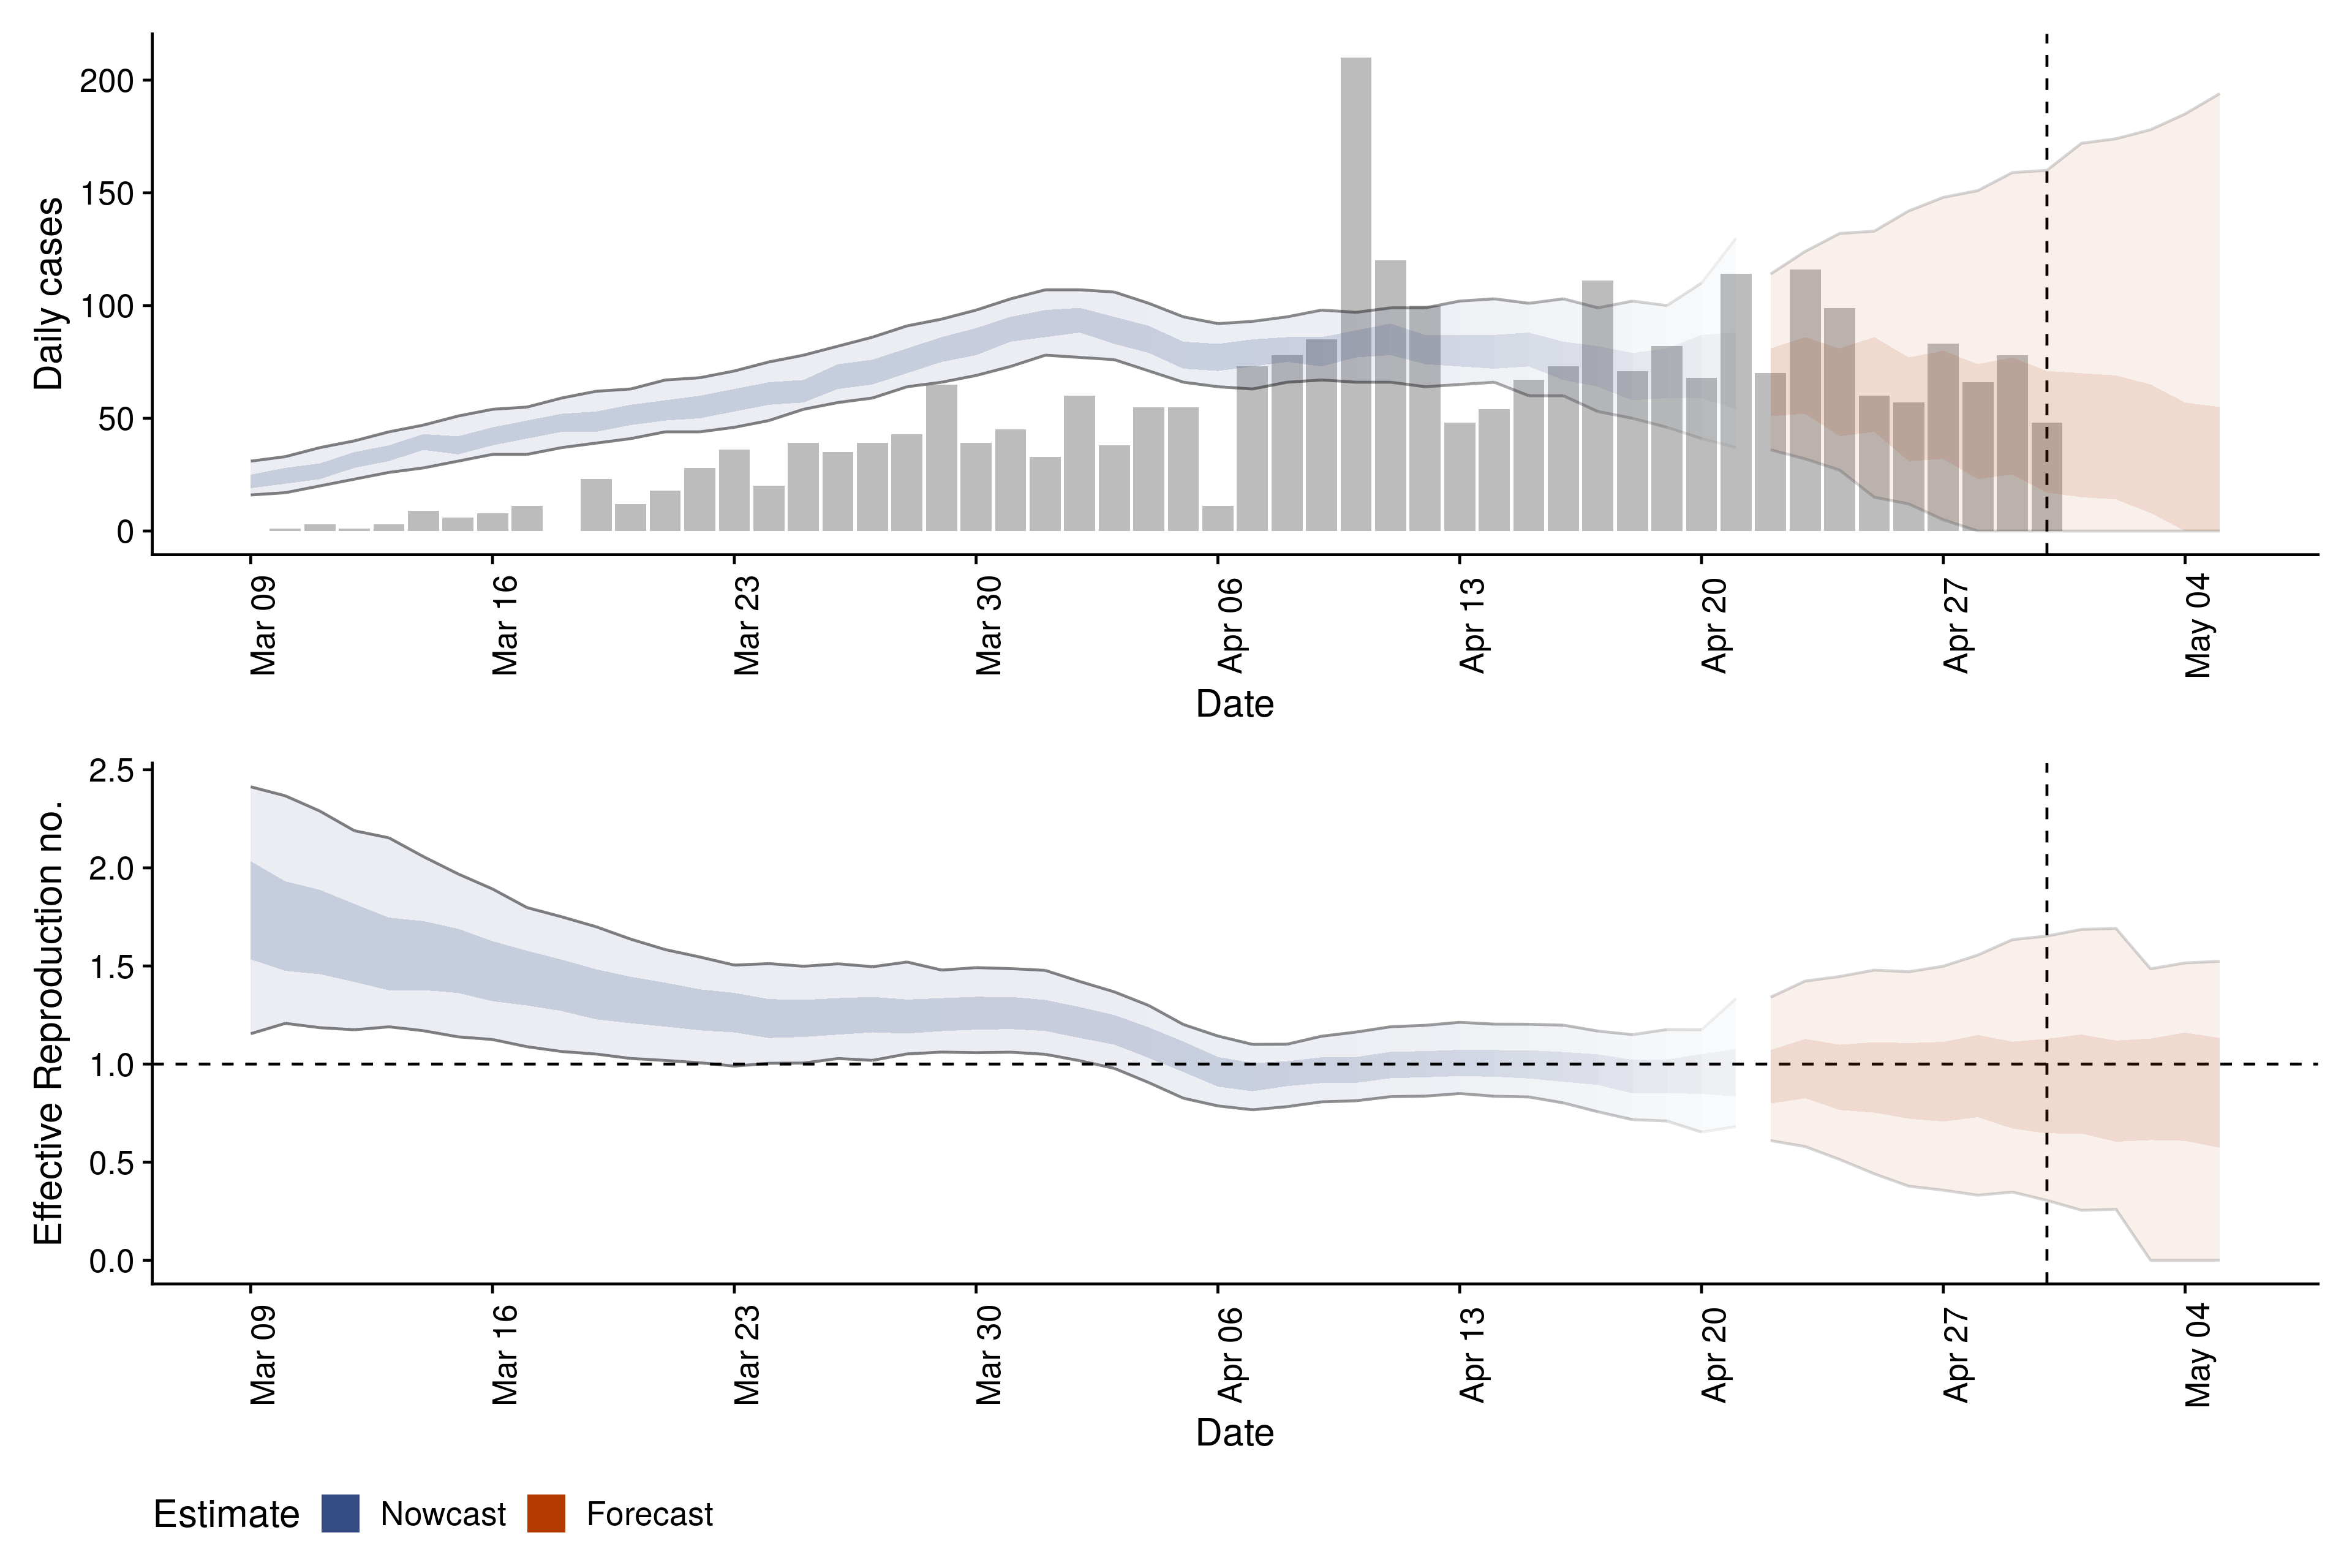 Daily cases
200
150
100
50
0
Mar 09
Mar 16
Mar 23
Mar 30
Apr 06
Apr 13
Apr 20
Apr 27
May 04
Date
Effective Reproduction no.
2.5
2.0
1.5
1.0
0.5
0.0
Mar 09
Mar 16
Mar 23
Mar 30
Apr 06
Apr 13
Apr 20
Apr 27
May 04
Date
Estimate Nowcast Forecast